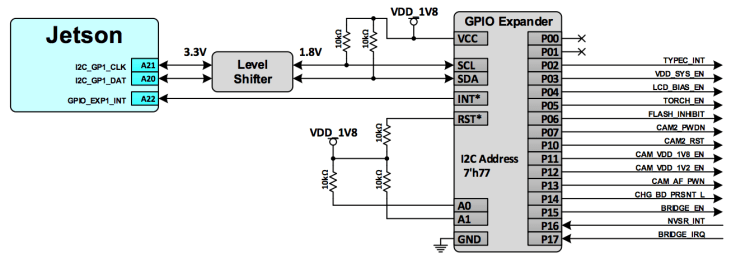 Jetson
I2C_GP1_CLK A21
I2C_GP1_DAT A20
GPIO_EXP1_INT A22
3.3V
Level
Shifter
1.8V
VDD_1V8
10kΩ
10kΩ
VDD_1V8
10kΩ
10kΩ
10kΩ
GPIO Expander
VCC
SCL
SDA
INT*
RST*
I2C Address
7'h77
A0
A1
GND
P00
P01
P02 TYPEC_INT
P03 VDD_SYS_EN
P04 LCD_BIAS_EN
P05 TORCH_EN
P06 FLASH_INHIBIT
P07 CAM2_PWDN
P10 CAM2_RST
P11 CAM_VDD_1V8_EN
P12 CAM_VDD_1V2_EN
P13 CAM_AF_PWN
P14 CHG_BD_PRSNT_L
P15 BRIDGE_EN
P16 NVSR_INT
P17 BRIDGE_IRQ